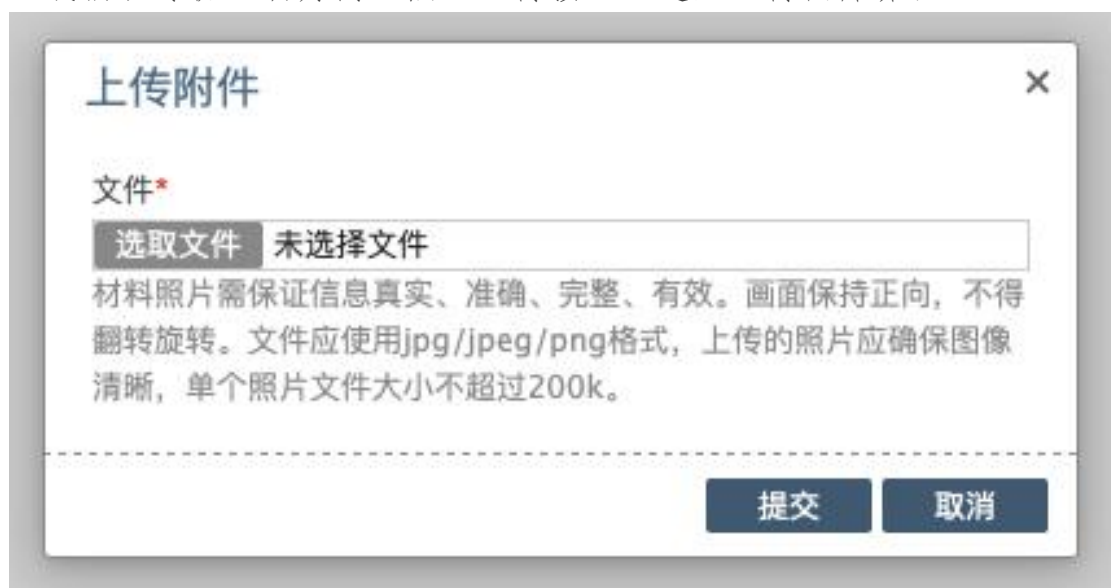 上传附件
×
文件*
选取文件 未选择文件
材料照片需保证信息真实、准确、完整、有效。画面保持正向，不得
翻转旋转。文件应使用jpg/jpeg/png格式，上传的照片应确保图像
清晰，单个照片文件大小不超过200k。
提交 取消